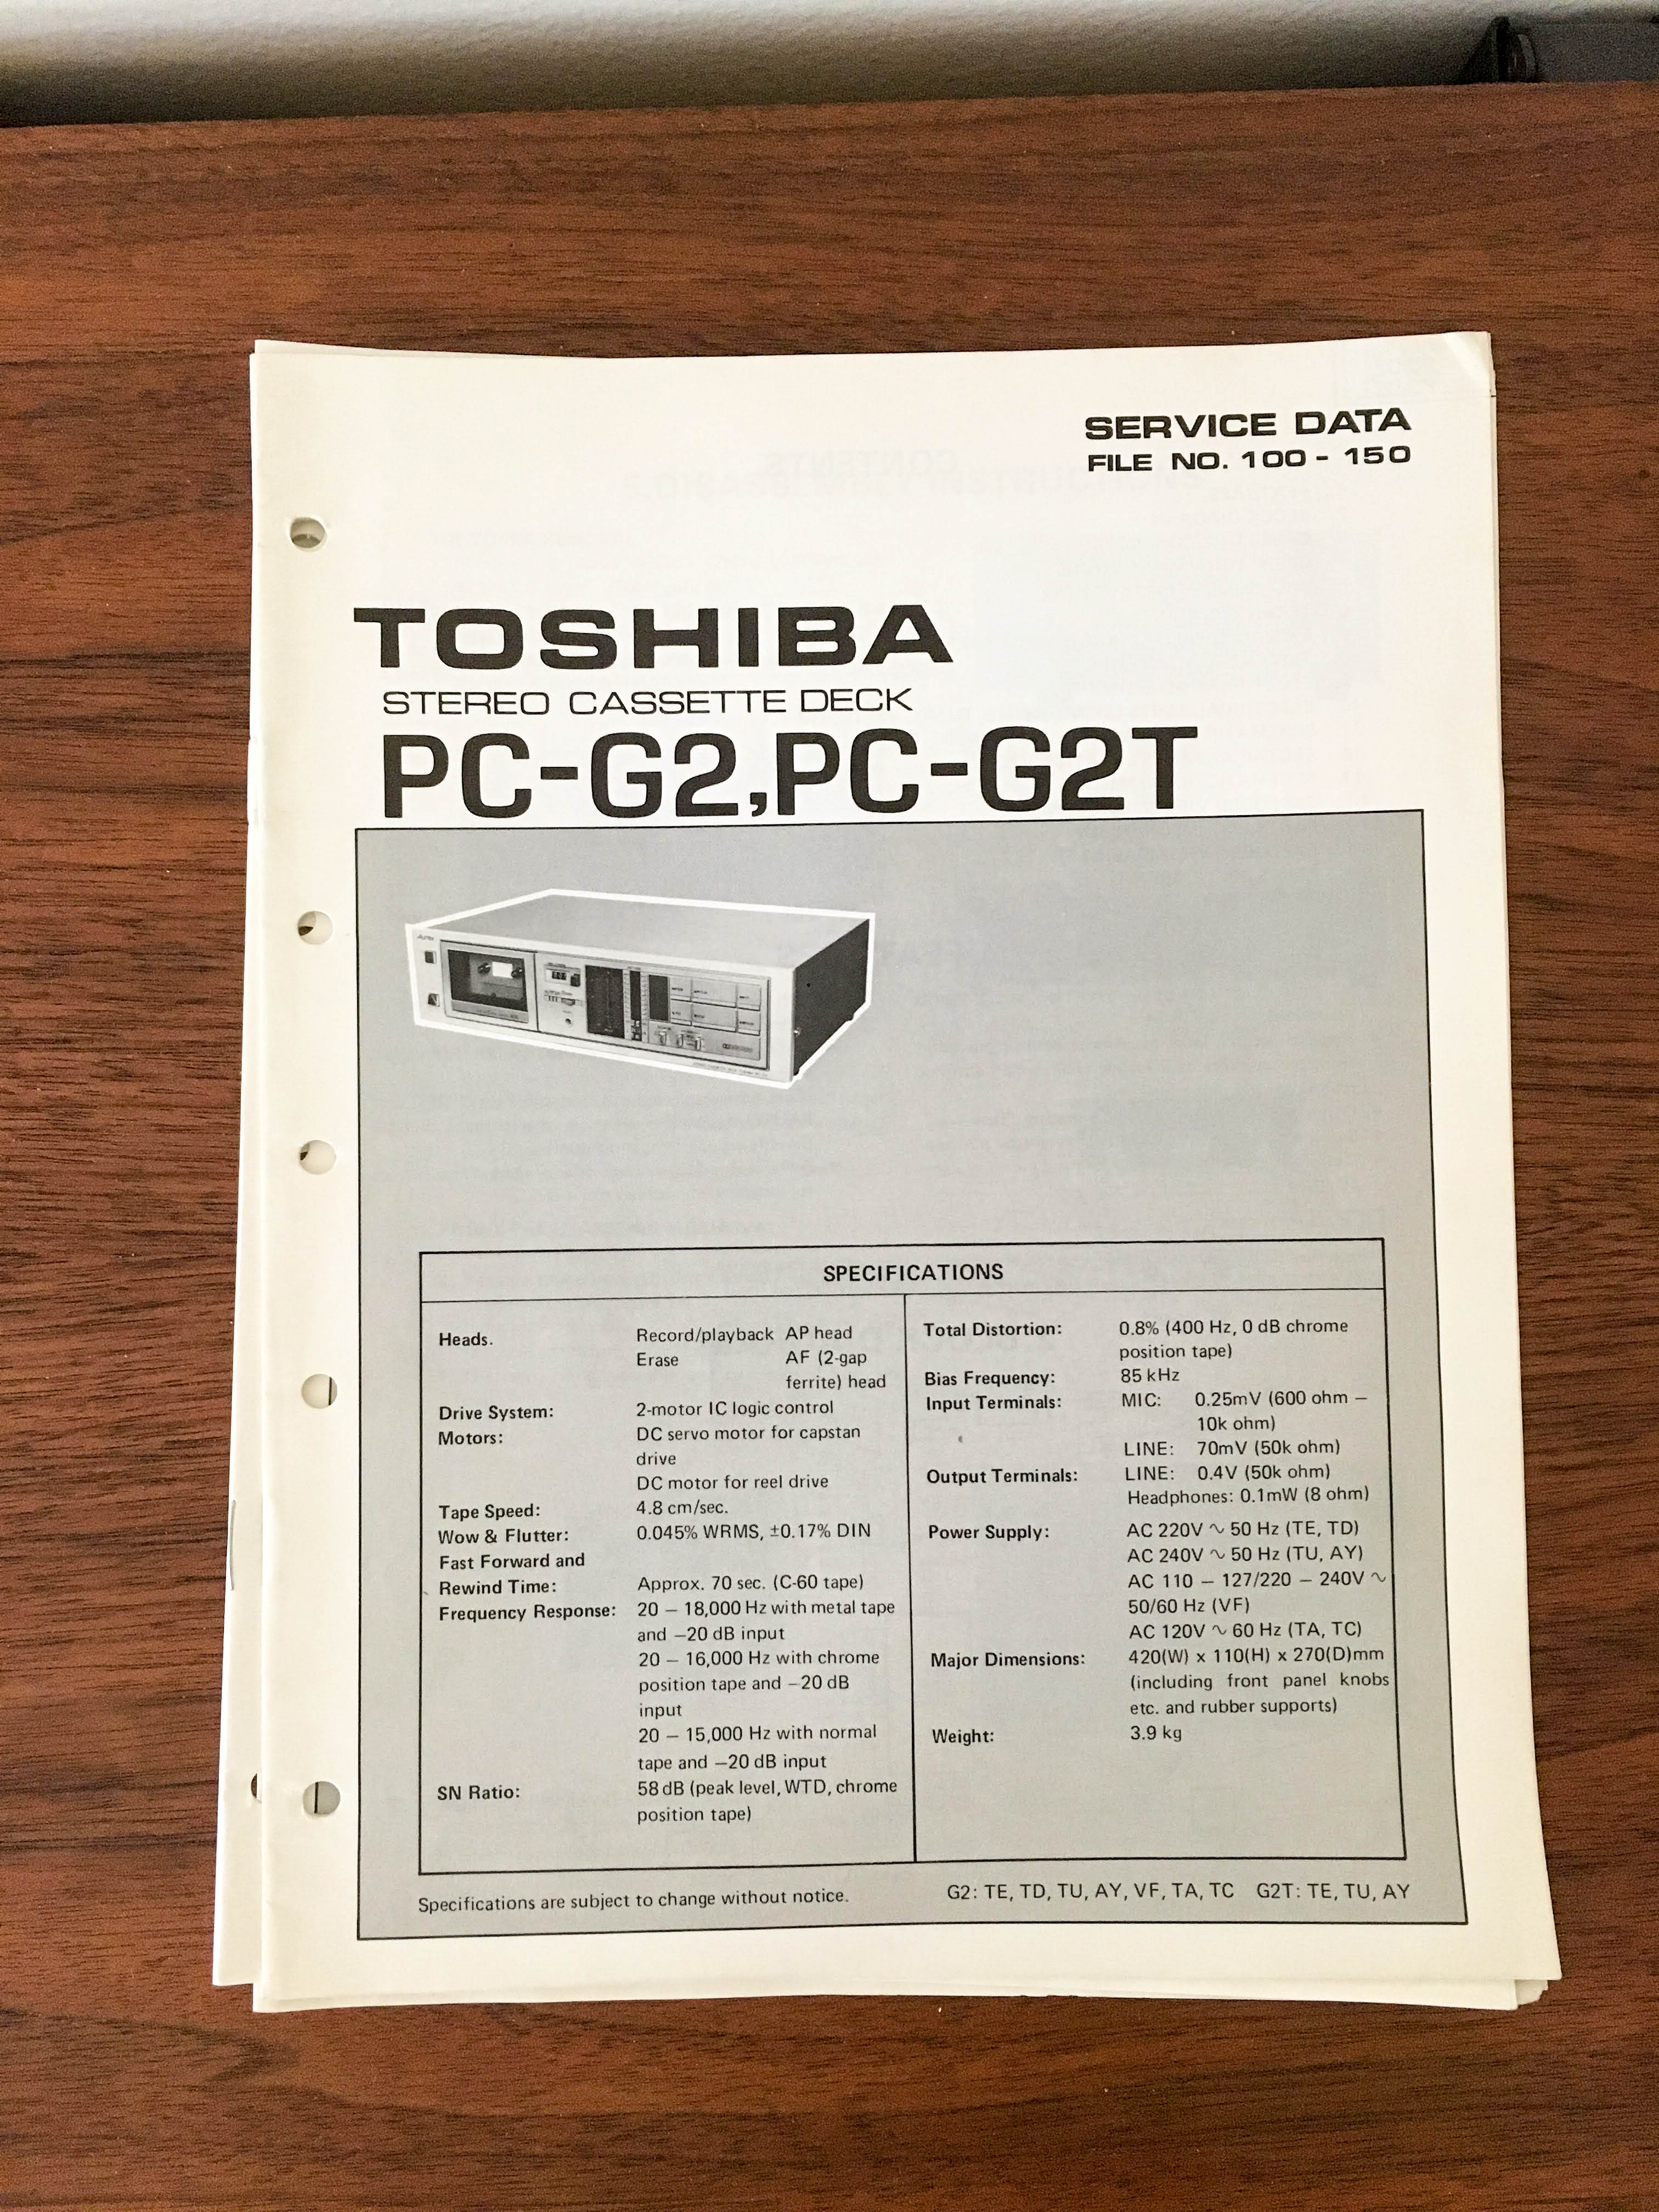 SERVICE DATA
FILE NO. 100 - 150
TOSHIBA
STEREO CASSETTE DECK
PC-G2,PC-G2T
SPECIFICATIONS
Heads. Record/playback AP head
Erase AF (2-gap
ferrite) head
Drive System: 2-motor IC logic control
Motors: DC servo motor for capstan
drive
DC motor for reel drive
Tape Speed: 4.8 cm/sec.
Wow & Flutter: 0.045% WRMS, ±0.17% DIN
Fast Forward and
Rewind Time: Approx. 70 sec. (C-60 tape)
Frequency Response: 20 – 18,000 Hz with metal tape
and –20 dB input
20 – 16,000 Hz with chrome
position tape and –20 dB
input
20 – 15,000 Hz with normal
tape and –20 dB input
SN Ratio: 58 dB (peak level, WTD, chrome
position tape)
Total Distortion: 0.8% (400 Hz, 0 dB chrome
position tape)
Bias Frequency: 85 kHz
Input Terminals: MIC: 0.25mV (600 ohm –
10k ohm)
LINE: 70mV (50k ohm)
Output Terminals: LINE: 0.4V (50k ohm)
Headphones: 0.1mW (8 ohm)
Power Supply: AC 220V ∿ 50 Hz (TE, TD)
AC 240V ∿ 50 Hz (TU, AY)
AC 110 – 127/220 – 240V ∿
50/60 Hz (VF)
AC 120V ∿ 60 Hz (TA, TC)
Major Dimensions: 420(W) x 110(H) x 270(D)mm
(including front panel knobs
etc. and rubber supports)
Weight: 3.9 kg
Specifications are subject to change without notice.
G2: TE, TD, TU, AY, VF, TA, TC G2T: TE, TU, AY